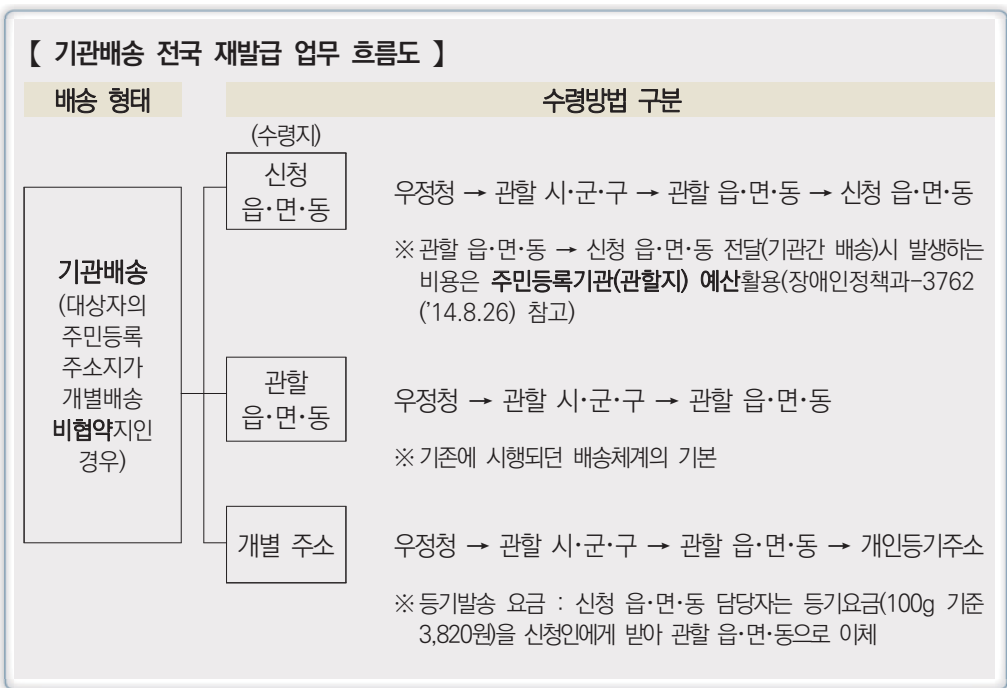 【 기관배송 전국 재발급 업무 흐름도 】
배송 형태
수령방법 구분
기관배송
(대상자의
주민등록
주소지가
개별배송
비협약지인
경우)
(수령지)
신청
읍·면·동
우정청 → 관할 시·군·구 → 관할 읍·면·동 → 신청 읍·면·동
※ 관할 읍·면·동 → 신청 읍·면·동 전달(기관간 배송)시 발생하는
비용은 주민등록기관(관할지) 예산활용(장애인정책과-3762
('14.8.26) 참고)
관할
읍·면·동
우정청 → 관할 시·군·구 → 관할 읍·면·동
※ 기존에 시행되던 배송체계의 기본
개별 주소
우정청 → 관할 시·군·구 → 관할 읍·면·동 → 개인등기주소
※ 등기발송 요금 : 신청 읍·면·동 담당자는 등기요금(100g 기준
3,820원)을 신청인에게 받아 관할 읍·면·동으로 이체